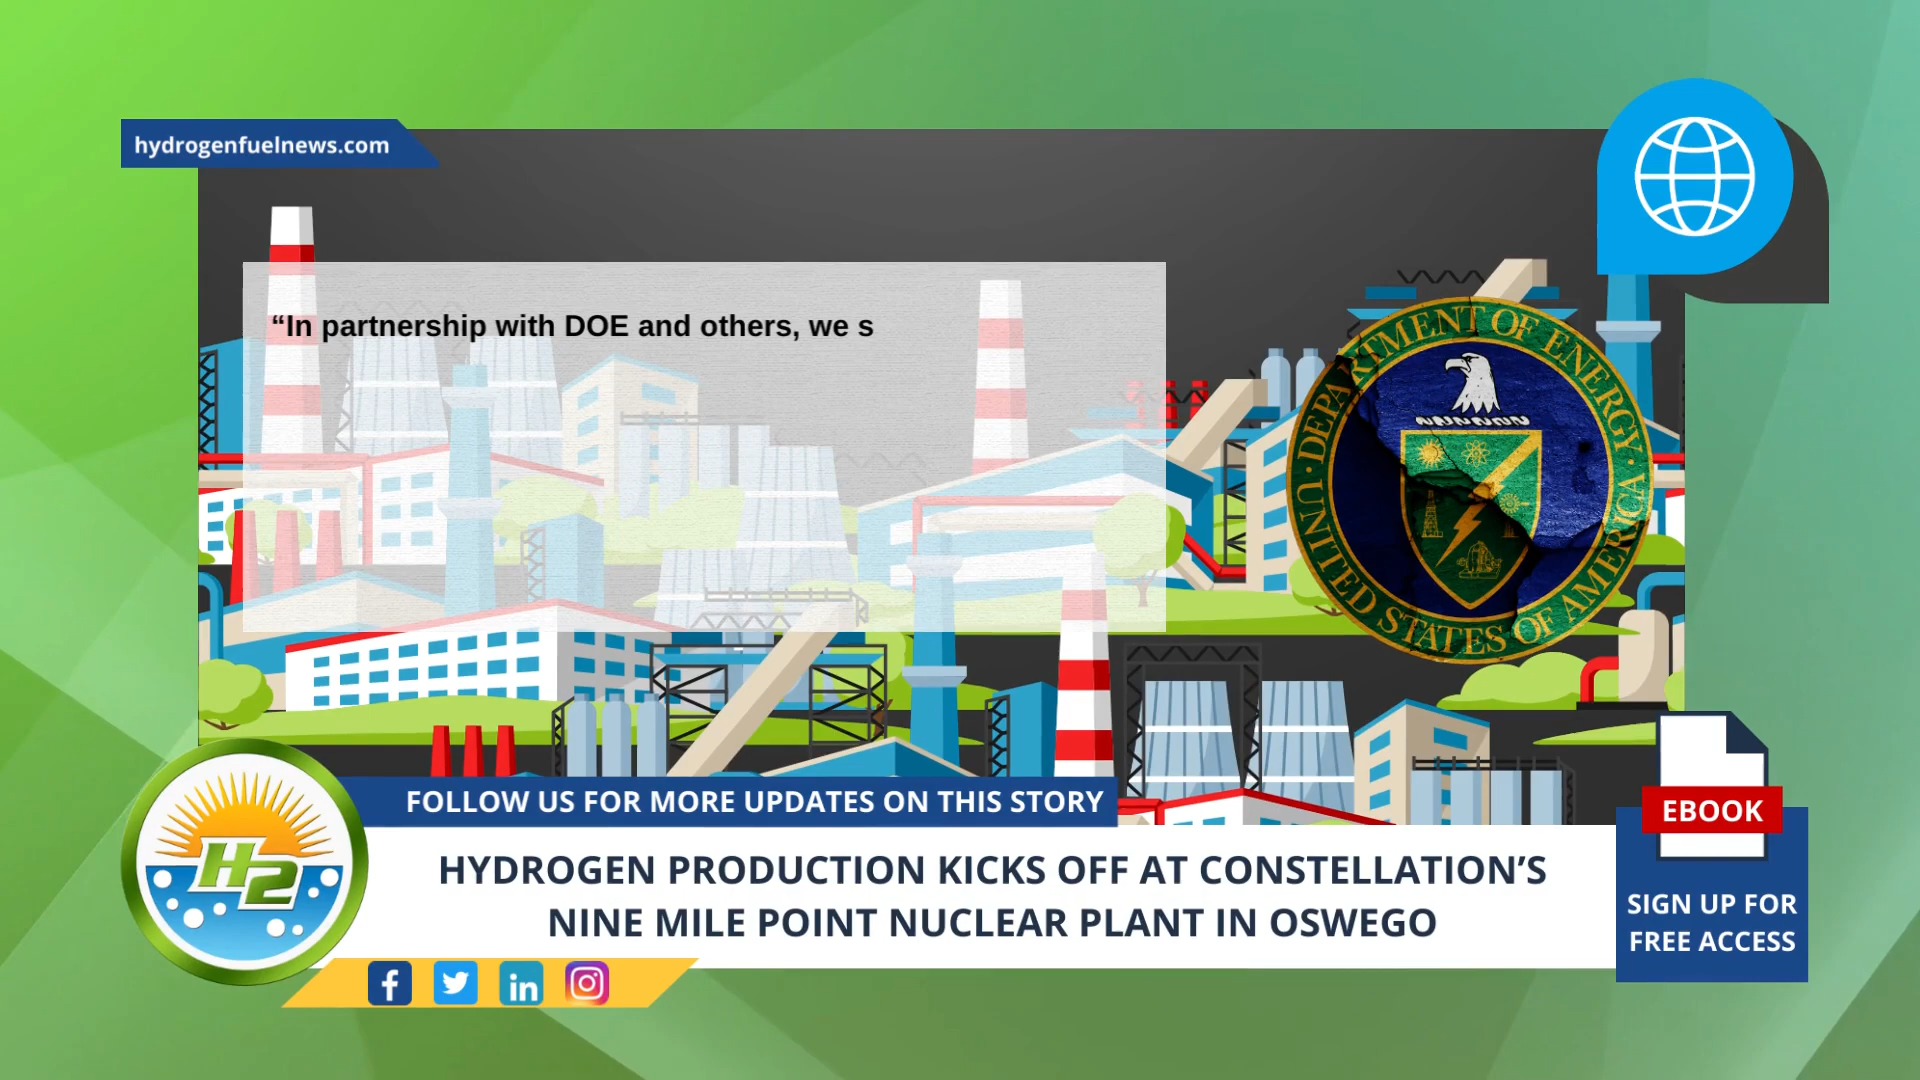 hydrogenfuelnews.com
“In partnership with DOE and others, we s
DEPARTMENT OF ENERGY
UNITED STATES OF AMERICA
FOLLOW US FOR MORE UPDATES ON THIS STORY
HYDROGEN PRODUCTION KICKS OFF AT CONSTELLATION’S
NINE MILE POINT NUCLEAR PLANT IN OSWEGO
H2
EBOOK
SIGN UP FOR
FREE ACCESS